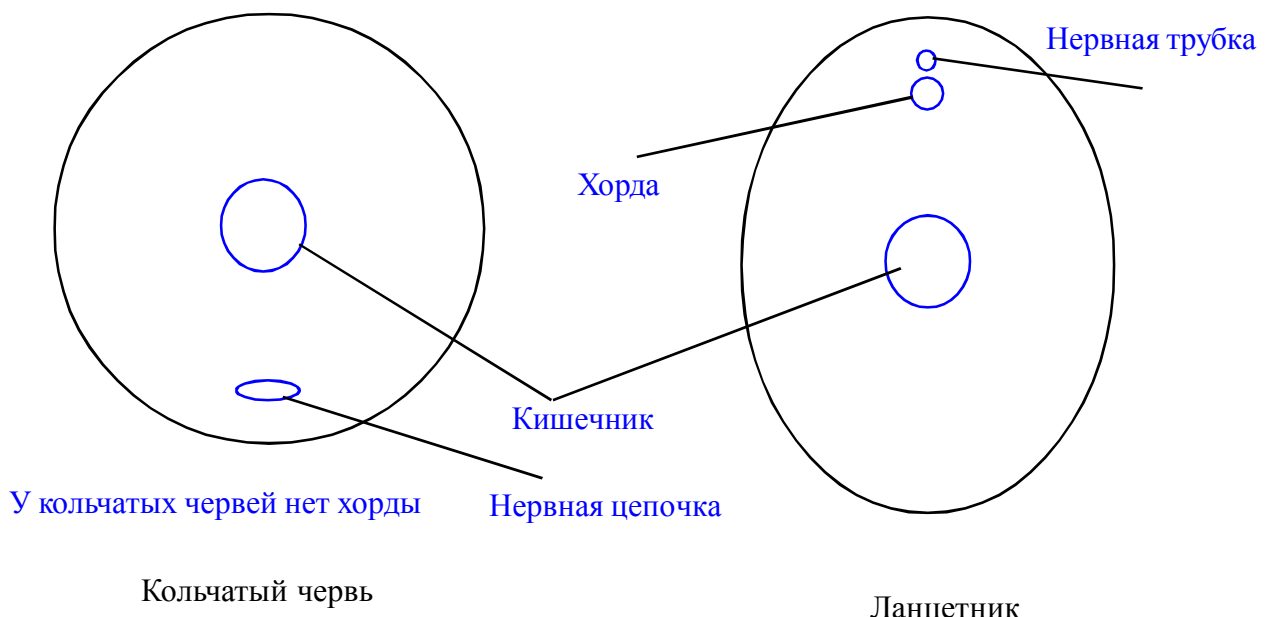 Нервная трубка
Хорда
Кишечник
У кольчатых червей нет хорды
Нервная цепочка
Кольчатый червь
Ланцетник